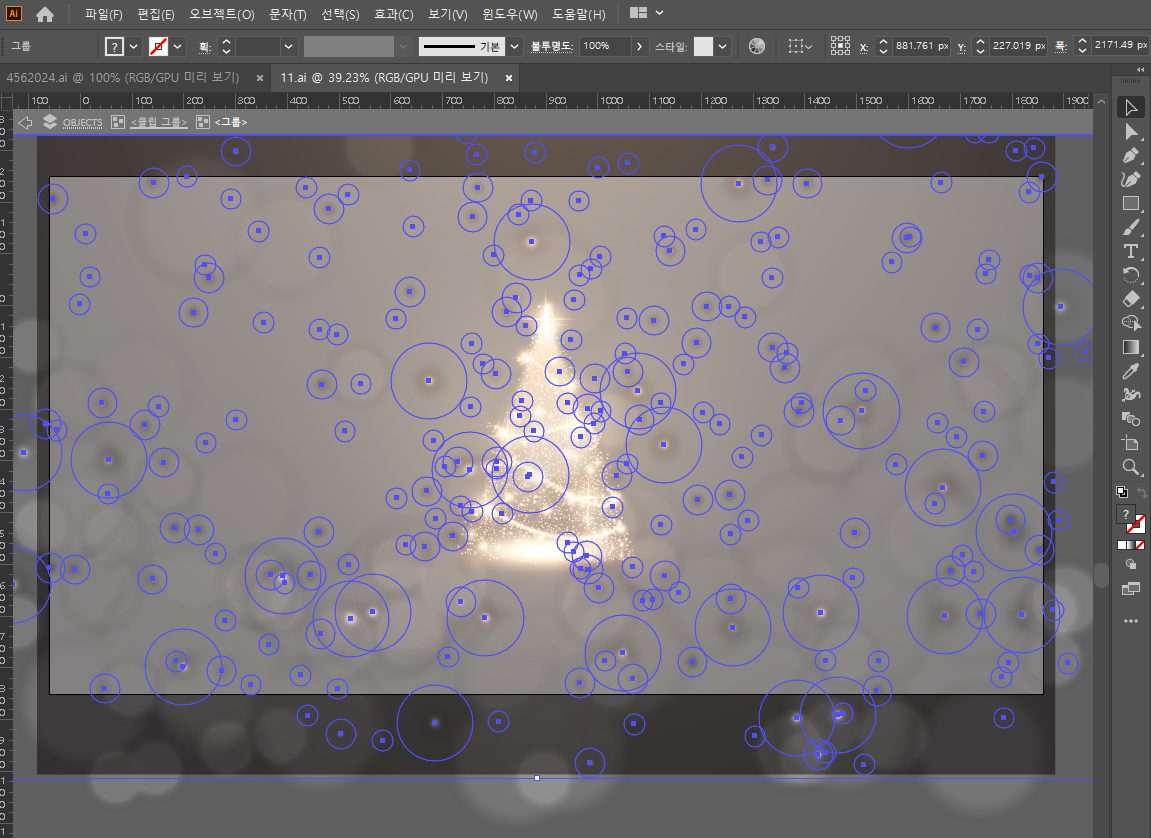 Ai 파일(F) 편집(E) 오브젝트(O) 문자(T) 선택(S) 효과(C) 보기(V) 윈도우(W) 도움말(H)
그룹 ? 획: 기본 불투명도: 100% 스타일: X: 881.761 px Y: 227.019 px 폭: 2171.49 px
4562024.ai @ 100% (RGB/GPU 미리 보기) × 11.ai @ 39.23% (RGB/GPU 미리 보기) ×
100 0 100 200 300 400 500 600 700 800 900 1000 1100 1200 1300 1400 1500 1600 1700 1800 1900
OBJECTS <클립 그룹> <그룹>
T
?